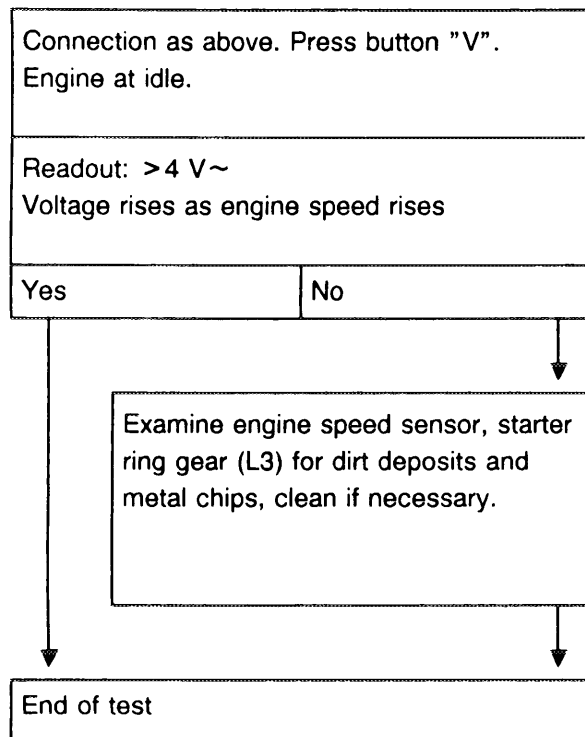 Connection as above. Press button "V".
Engine at idle.
Readout: >4 V~
Voltage rises as engine speed rises
Yes
No
Examine engine speed sensor, starter
ring gear (L3) for dirt deposits and
metal chips, clean if necessary.
End of test